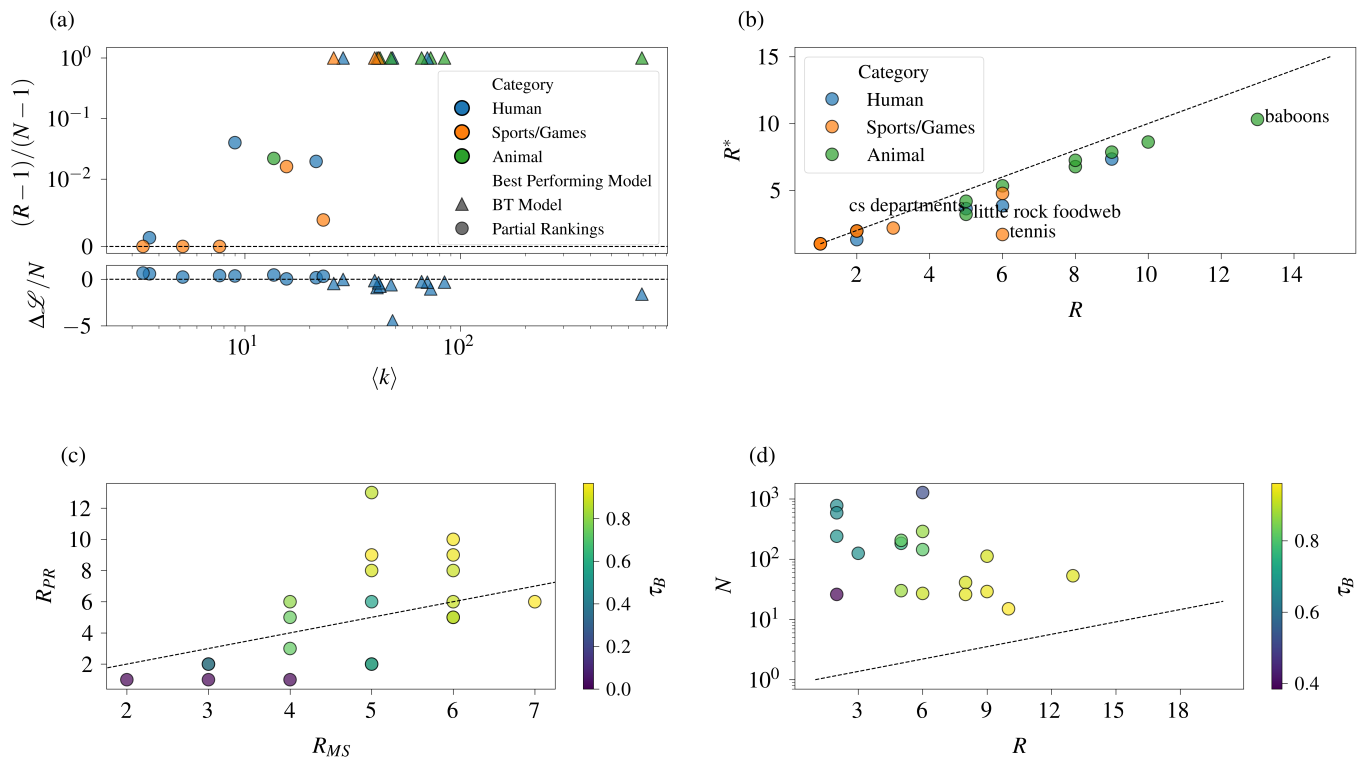 (a)
10^0
10^-1
10^-2
0
(R − 1)/(N − 1)
Category
Human
Sports/Games
Animal
Best Performing Model
BT Model
Partial Rankings
0
−5
Δℒ/N
10^1
10^2
⟨k⟩
(b)
15
10
5
R*
Category
Human
Sports/Games
Animal
baboons
cs departments
little rock foodweb
tennis
2
4
6
8
10
12
14
R
(c)
12
10
8
6
4
2
R_PR
2
3
4
5
6
7
R_MS
0.8
0.6
0.4
0.2
0.0
τ_B
(d)
10^3
10^2
10^1
10^0
N
3
6
9
12
15
18
R
0.8
0.6
0.4
τ_B